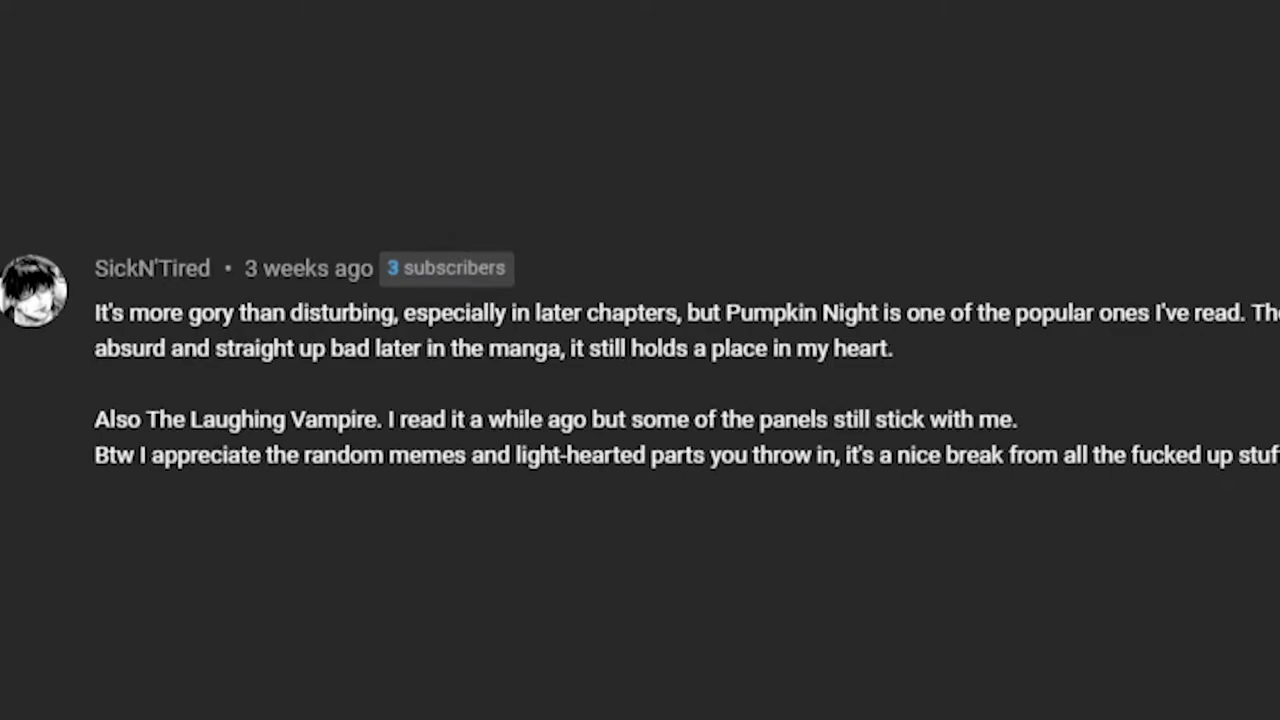 SickN'Tired • 3 weeks ago 3 subscribers
It's more gory than disturbing, especially in later chapters, but Pumpkin Night is one of the popular ones I've read.
absurd and straight up bad later in the manga, it still holds a place in my heart.
Also The Laughing Vampire. I read it a while ago but some of the panels still stick with me.
Btw I appreciate the random memes and light-hearted parts you throw in, it's a nice break from all the fucked up